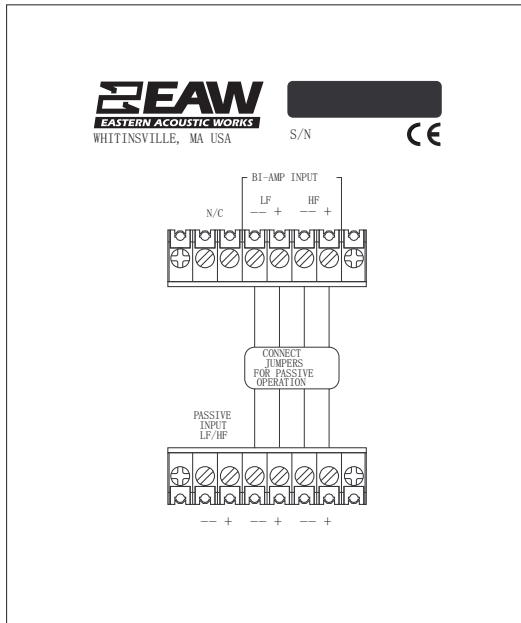 EAW
EASTERN ACOUSTIC WORKS
WHITINSVILLE, MA USA
S/N
CE
BI-AMP INPUT
LF HF
N/C -- + -- +
CONNECT
JUMPERS
FOR PASSIVE
OPERATION
PASSIVE
INPUT
LF/HF
-- + -- + -- +